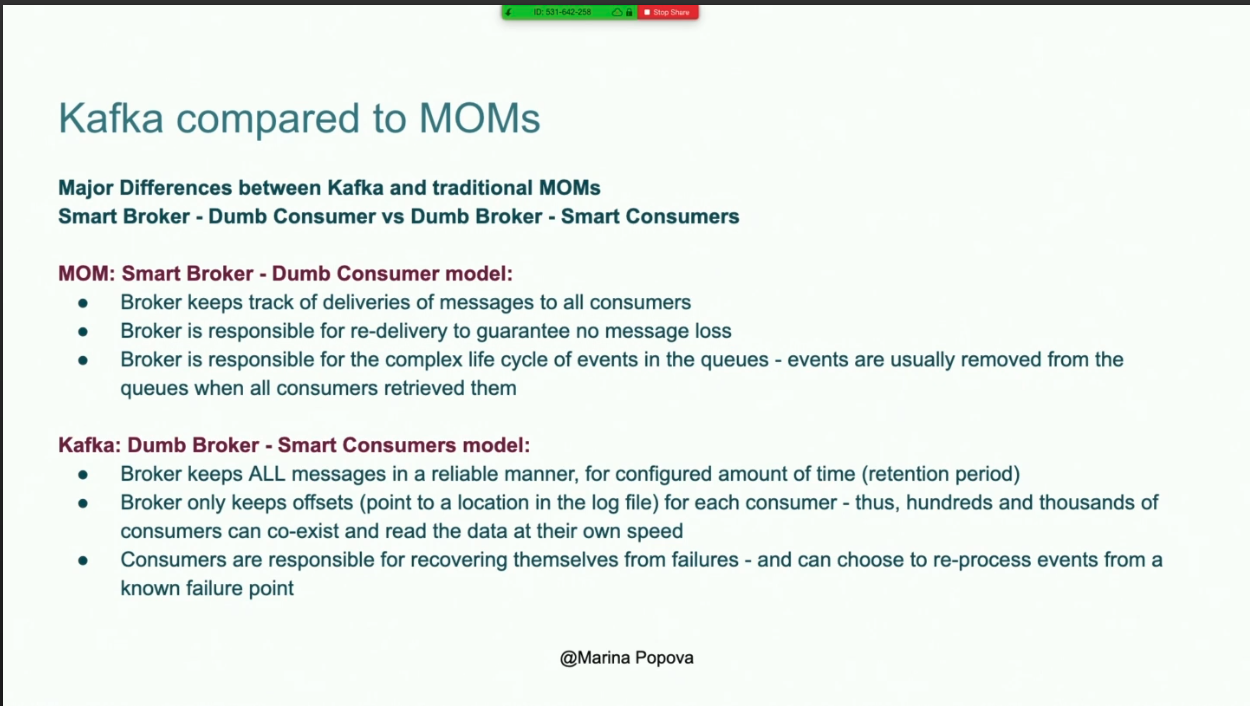 ID: 531-642-258 Stop Share
Kafka compared to MOMs
Major Differences between Kafka and traditional MOMs
Smart Broker - Dumb Consumer vs Dumb Broker - Smart Consumers
MOM: Smart Broker - Dumb Consumer model:
● Broker keeps track of deliveries of messages to all consumers
● Broker is responsible for re-delivery to guarantee no message loss
● Broker is responsible for the complex life cycle of events in the queues - events are usually removed from the
queues when all consumers retrieved them
Kafka: Dumb Broker - Smart Consumers model:
● Broker keeps ALL messages in a reliable manner, for configured amount of time (retention period)
● Broker only keeps offsets (point to a location in the log file) for each consumer - thus, hundreds and thousands of
consumers can co-exist and read the data at their own speed
● Consumers are responsible for recovering themselves from failures - and can choose to re-process events from a
known failure point
@Marina Popova